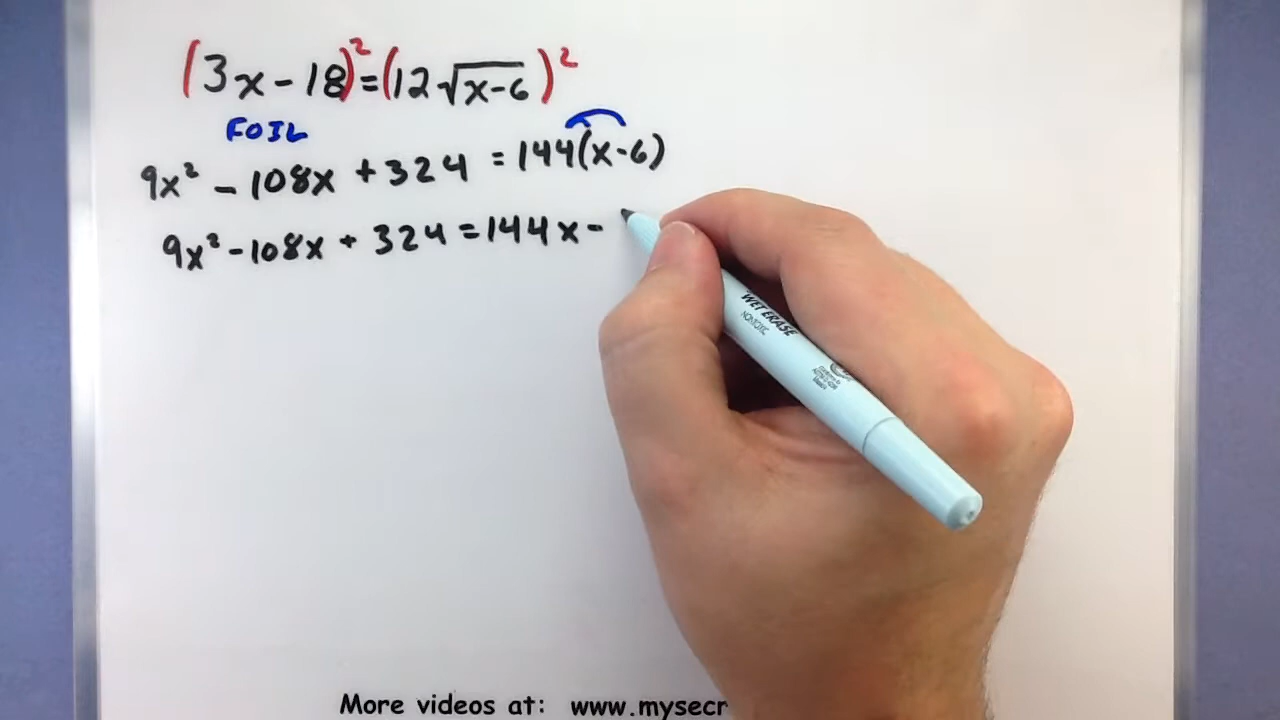 (3x - 18)² = (12√x-6)²
FOIL
9x² - 108x + 324 = 144(x-6)
9x² - 108x + 324 = 144x -
WET ERASE
NONTOXIC
More videos at: www.mysecr